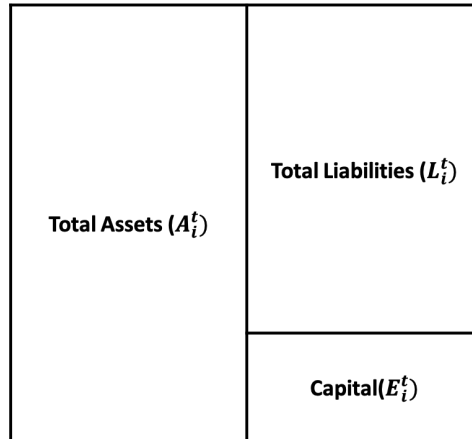 Total Liabilities ($L_i^t$)
Total Assets ($A_i^t$)
Capital($E_i^t$)